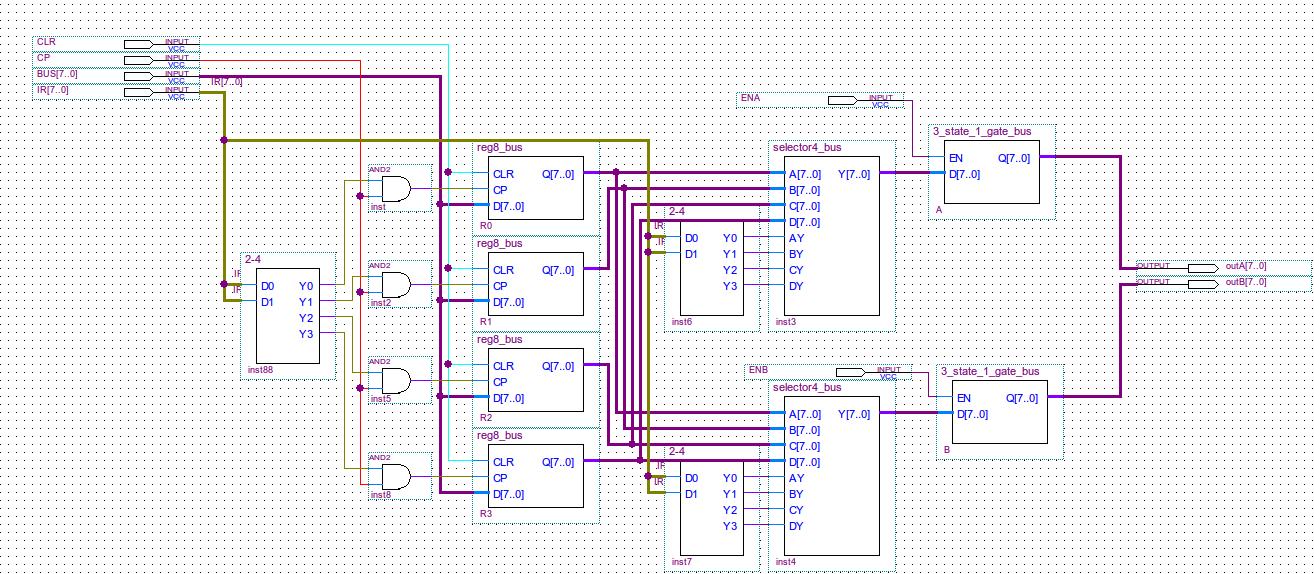 CLR INPUT VCC
CP INPUT VCC
BUS[7..0] INPUT VCC
IR[7..0] INPUT VCC
IR[7..0]
ENA INPUT VCC
3_state_1_gate_bus
EN Q[7..0]
D[7..0]
A
reg8_bus
CLR Q[7..0]
CP
D[7..0]
R0
AND2
inst
selector4_bus
A[7..0] Y[7..0]
B[7..0]
C[7..0]
D[7..0]
AY
BY
CY
DY
inst3
2-4
IR
D0 Y0
D1 Y1
Y2
Y3
inst6
reg8_bus
CLR Q[7..0]
CP
D[7..0]
R1
AND2
inst2
2-4
D0 Y0
D1 Y1
Y2
Y3
inst88
OUTPUT outA[7..0]
OUTPUT outB[7..0]
reg8_bus
CLR Q[7..0]
CP
D[7..0]
R2
AND2
inst5
ENB INPUT VCC
3_state_1_gate_bus
EN Q[7..0]
D[7..0]
B
selector4_bus
A[7..0] Y[7..0]
B[7..0]
C[7..0]
D[7..0]
AY
BY
CY
DY
inst4
reg8_bus
CLR Q[7..0]
CP
D[7..0]
R3
AND2
inst8
2-4
IR
D0 Y0
D1 Y1
Y2
Y3
inst7